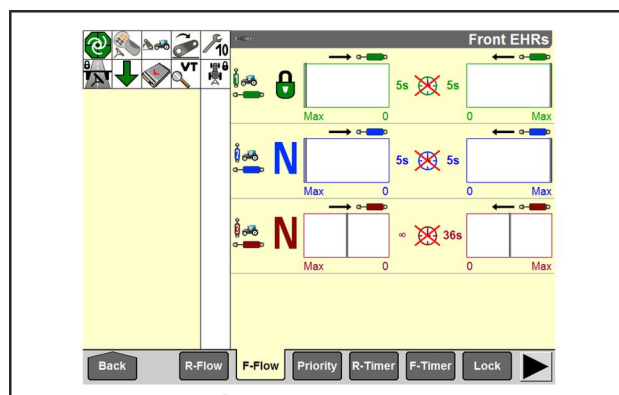 Front EHRs
10
VT
5s 5s
Max 0 0 Max
N 5s 5s
Max 0 0 Max
N ∞ 36s
Max 0 0 Max
Back R-Flow F-Flow Priority R-Timer F-Timer Lock